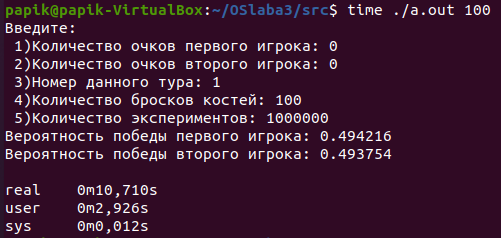 papik@papik-VirtualBox:~/OSlaba3/src$ time ./a.out 100
Введите:
1)Количество очков первого игрока: 0
2)Количество очков второго игрока: 0
3)Номер данного тура: 1
4)Количество бросков костей: 100
5)Количество экспериментов: 1000000
Вероятность победы первого игрока: 0.494216
Вероятность победы второго игрока: 0.493754
real 0m10,710s
user 0m2,926s
sys 0m0,012s